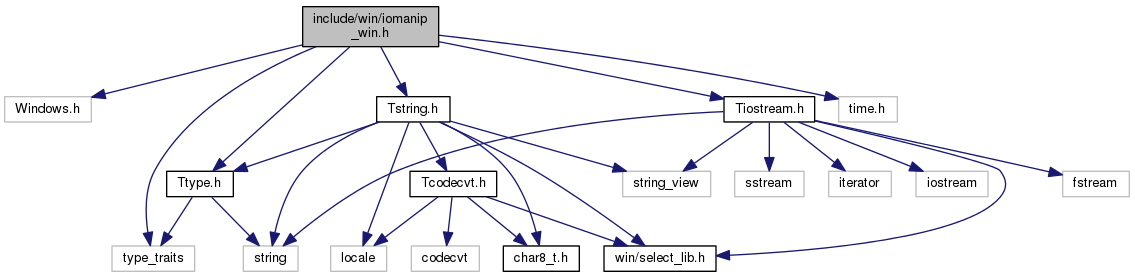 include/win/iomanip
_win.h
Windows.h
Tstring.h
Tiostream.h
time.h
Ttype.h
Tcodecvt.h
string_view
sstream
iterator
iostream
fstream
type_traits
string
locale
codecvt
char8_t.h
win/select_lib.h